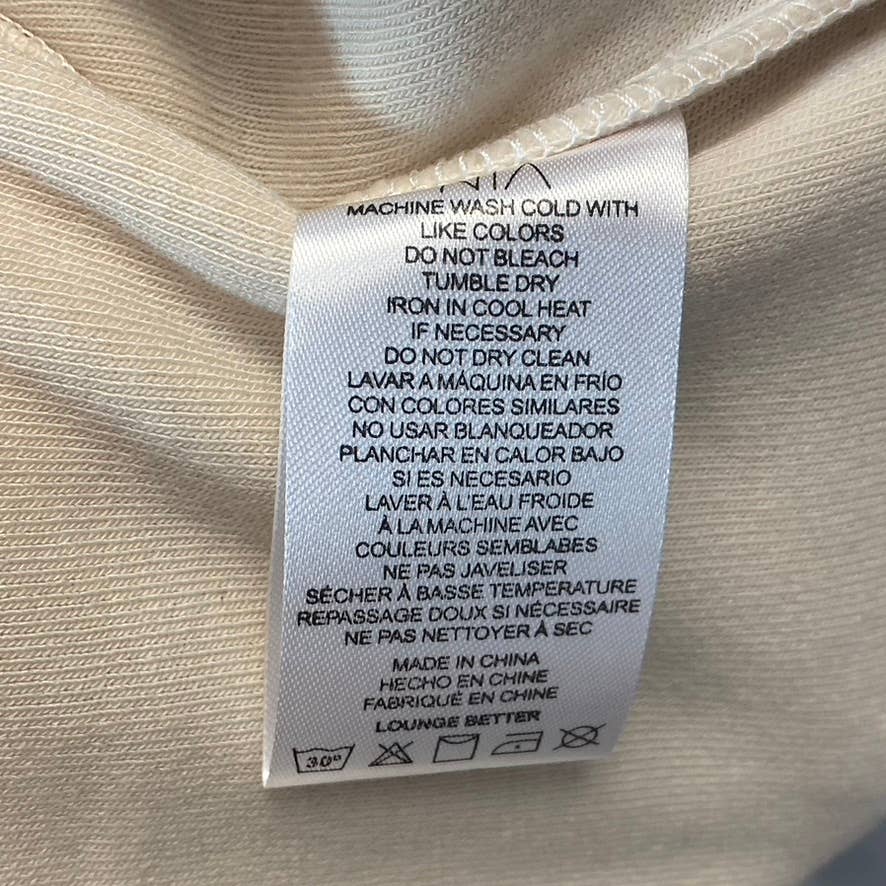 MACHINE WASH COLD WITH
LIKE COLORS
DO NOT BLEACH
TUMBLE DRY
IRON IN COOL HEAT
IF NECESSARY
DO NOT DRY CLEAN
LAVAR A MÁQUINA EN FRÍO
CON COLORES SIMILARES
NO USAR BLANQUEADOR
PLANCHAR EN CALOR BAJO
SI ES NECESARIO
LAVER À L'EAU FROIDE
À LA MACHINE AVEC
COULEURS SEMBLABES
NE PAS JAVELISER
SÉCHER À BASSE TEMPERATURE
REPASSAGE DOUX SI NÉCESSAIRE
NE PAS NETTOYER À SEC
MADE IN CHINA
HECHO EN CHINE
FABRIQUÉ EN CHINE
LOUNGE BETTER
30°